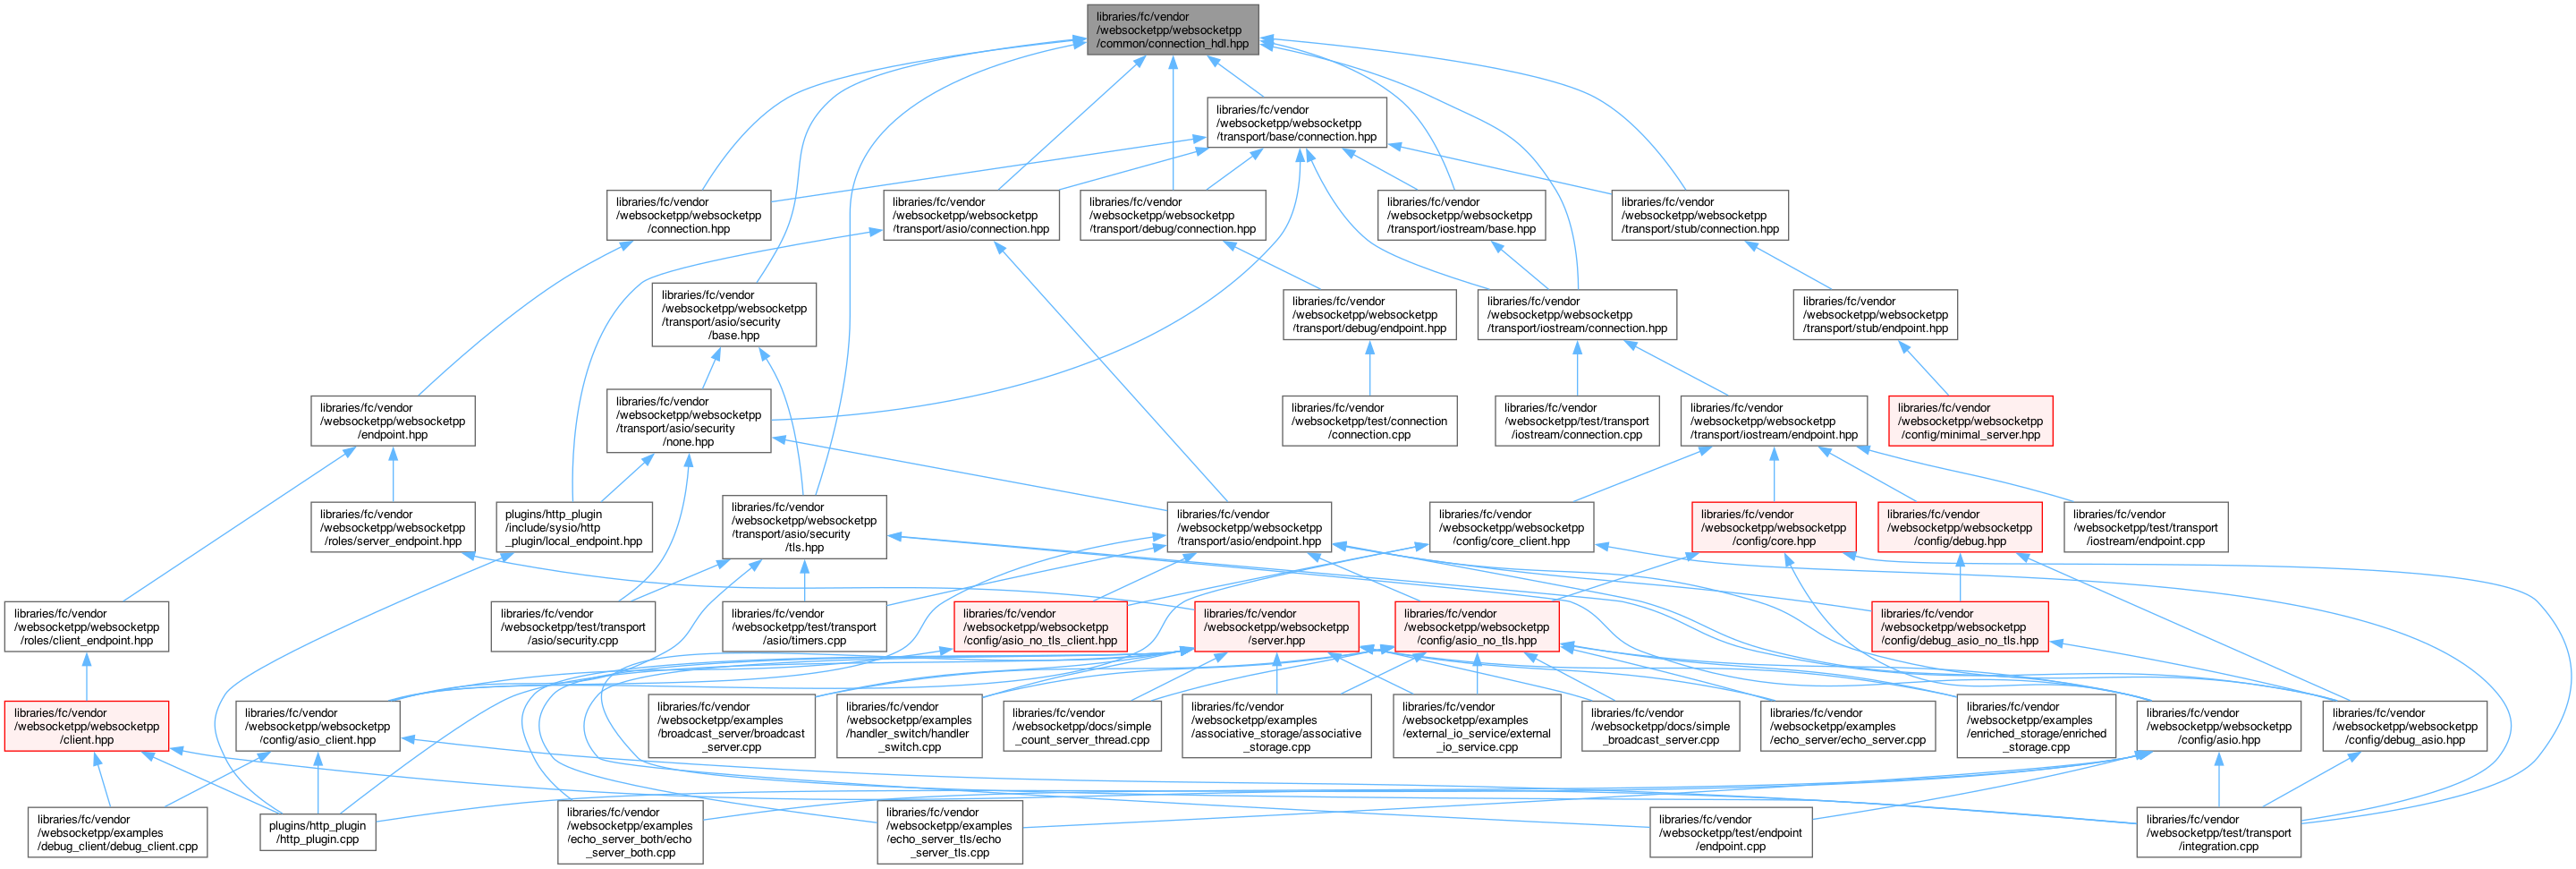 libraries/fc/vendor
/websocketpp/websocketpp
/common/connection_hdl.hpp
libraries/fc/vendor
/websocketpp/websocketpp
/transport/base/connection.hpp
libraries/fc/vendor
/websocketpp/websocketpp
/connection.hpp
libraries/fc/vendor
/websocketpp/websocketpp
/transport/asio/connection.hpp
libraries/fc/vendor
/websocketpp/websocketpp
/transport/debug/connection.hpp
libraries/fc/vendor
/websocketpp/websocketpp
/transport/iostream/base.hpp
libraries/fc/vendor
/websocketpp/websocketpp
/transport/stub/connection.hpp
libraries/fc/vendor
/websocketpp/websocketpp
/transport/asio/security
/base.hpp
libraries/fc/vendor
/websocketpp/websocketpp
/transport/debug/endpoint.hpp
libraries/fc/vendor
/websocketpp/websocketpp
/transport/iostream/connection.hpp
libraries/fc/vendor
/websocketpp/websocketpp
/transport/stub/endpoint.hpp
libraries/fc/vendor
/websocketpp/websocketpp
/endpoint.hpp
libraries/fc/vendor
/websocketpp/websocketpp
/transport/asio/security
/none.hpp
libraries/fc/vendor
/websocketpp/test/connection
/connection.cpp
libraries/fc/vendor
/websocketpp/test/transport
/iostream/connection.cpp
libraries/fc/vendor
/websocketpp/websocketpp
/transport/iostream/endpoint.hpp
libraries/fc/vendor
/websocketpp/websocketpp
/config/minimal_server.hpp
libraries/fc/vendor
/websocketpp/websocketpp
/roles/server_endpoint.hpp
plugins/http_plugin
/include/sysio/http
_plugin/local_endpoint.hpp
libraries/fc/vendor
/websocketpp/websocketpp
/transport/asio/security
/tls.hpp
libraries/fc/vendor
/websocketpp/websocketpp
/transport/asio/endpoint.hpp
libraries/fc/vendor
/websocketpp/websocketpp
/config/core_client.hpp
libraries/fc/vendor
/websocketpp/websocketpp
/config/core.hpp
libraries/fc/vendor
/websocketpp/websocketpp
/config/debug.hpp
libraries/fc/vendor
/websocketpp/test/transport
/iostream/endpoint.cpp
libraries/fc/vendor
/websocketpp/websocketpp
/roles/client_endpoint.hpp
libraries/fc/vendor
/websocketpp/test/transport
/asio/security.cpp
libraries/fc/vendor
/websocketpp/test/transport
/asio/timers.cpp
libraries/fc/vendor
/websocketpp/websocketpp
/config/asio_no_tls_client.hpp
libraries/fc/vendor
/websocketpp/websocketpp
/server.hpp
libraries/fc/vendor
/websocketpp/websocketpp
/config/asio_no_tls.hpp
libraries/fc/vendor
/websocketpp/websocketpp
/config/debug_asio_no_tls.hpp
libraries/fc/vendor
/websocketpp/websocketpp
/client.hpp
libraries/fc/vendor
/websocketpp/websocketpp
/config/asio_client.hpp
libraries/fc/vendor
/websocketpp/examples
/broadcast_server/broadcast
_server.cpp
libraries/fc/vendor
/websocketpp/examples
/handler_switch/handler
_switch.cpp
libraries/fc/vendor
/websocketpp/docs/simple
_count_server_thread.cpp
libraries/fc/vendor
/websocketpp/examples
/associative_storage/associative
_storage.cpp
libraries/fc/vendor
/websocketpp/examples
/external_io_service/external
_io_service.cpp
libraries/fc/vendor
/websocketpp/docs/simple
_broadcast_server.cpp
libraries/fc/vendor
/websocketpp/examples
/echo_server/echo_server.cpp
libraries/fc/vendor
/websocketpp/examples
/enriched_storage/enriched
_storage.cpp
libraries/fc/vendor
/websocketpp/websocketpp
/config/asio.hpp
libraries/fc/vendor
/websocketpp/websocketpp
/config/debug_asio.hpp
libraries/fc/vendor
/websocketpp/examples
/debug_client/debug_client.cpp
plugins/http_plugin
/http_plugin.cpp
libraries/fc/vendor
/websocketpp/examples
/echo_server_both/echo
_server_both.cpp
libraries/fc/vendor
/websocketpp/examples
/echo_server_tls/echo
_server_tls.cpp
libraries/fc/vendor
/websocketpp/test/endpoint
/endpoint.cpp
libraries/fc/vendor
/websocketpp/test/transport
/integration.cpp